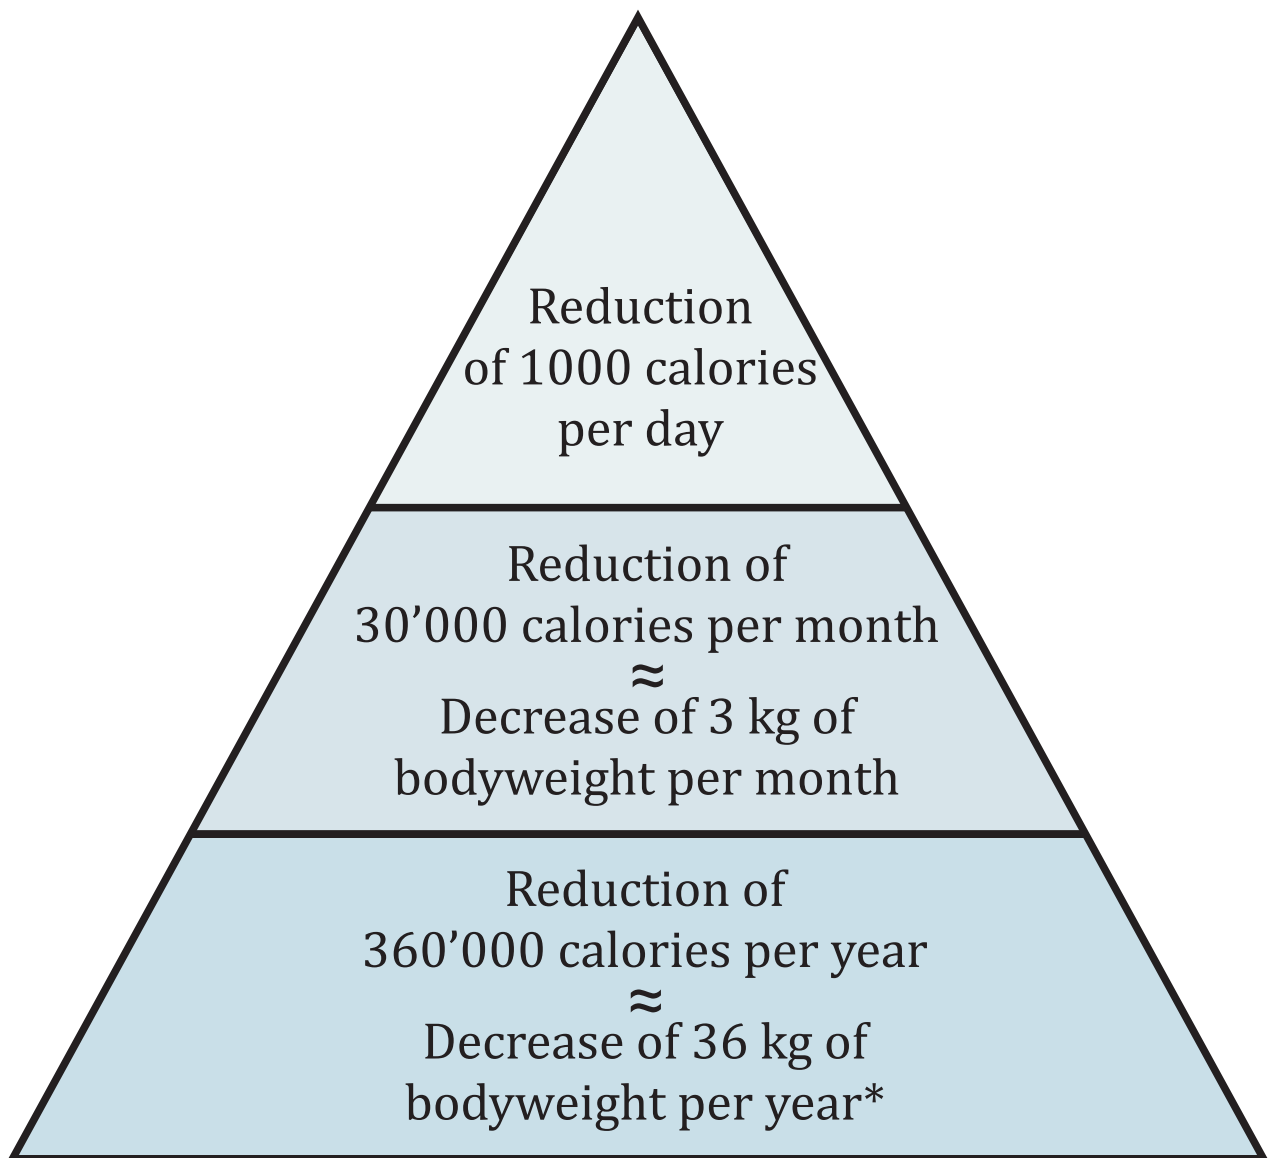 Reduction
of 1000 calories
per day
Reduction of
30’000 calories per month
≈
Decrease of 3 kg of
bodyweight per month
Reduction of
360’000 calories per year
≈
Decrease of 36 kg of
bodyweight per year*